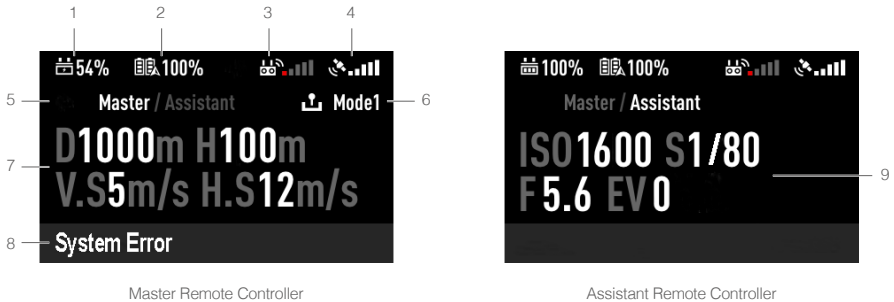 1 2 3 4
54% 100%
100% 100%
5 Master / Assistant Mode1 6
Master / Assistant
7 D1000m H100m
V.S5m/s H.S12m/s
ISO1600 S1/80
F5.6 EV0 9
8 System Error
Master Remote Controller
Assistant Remote Controller